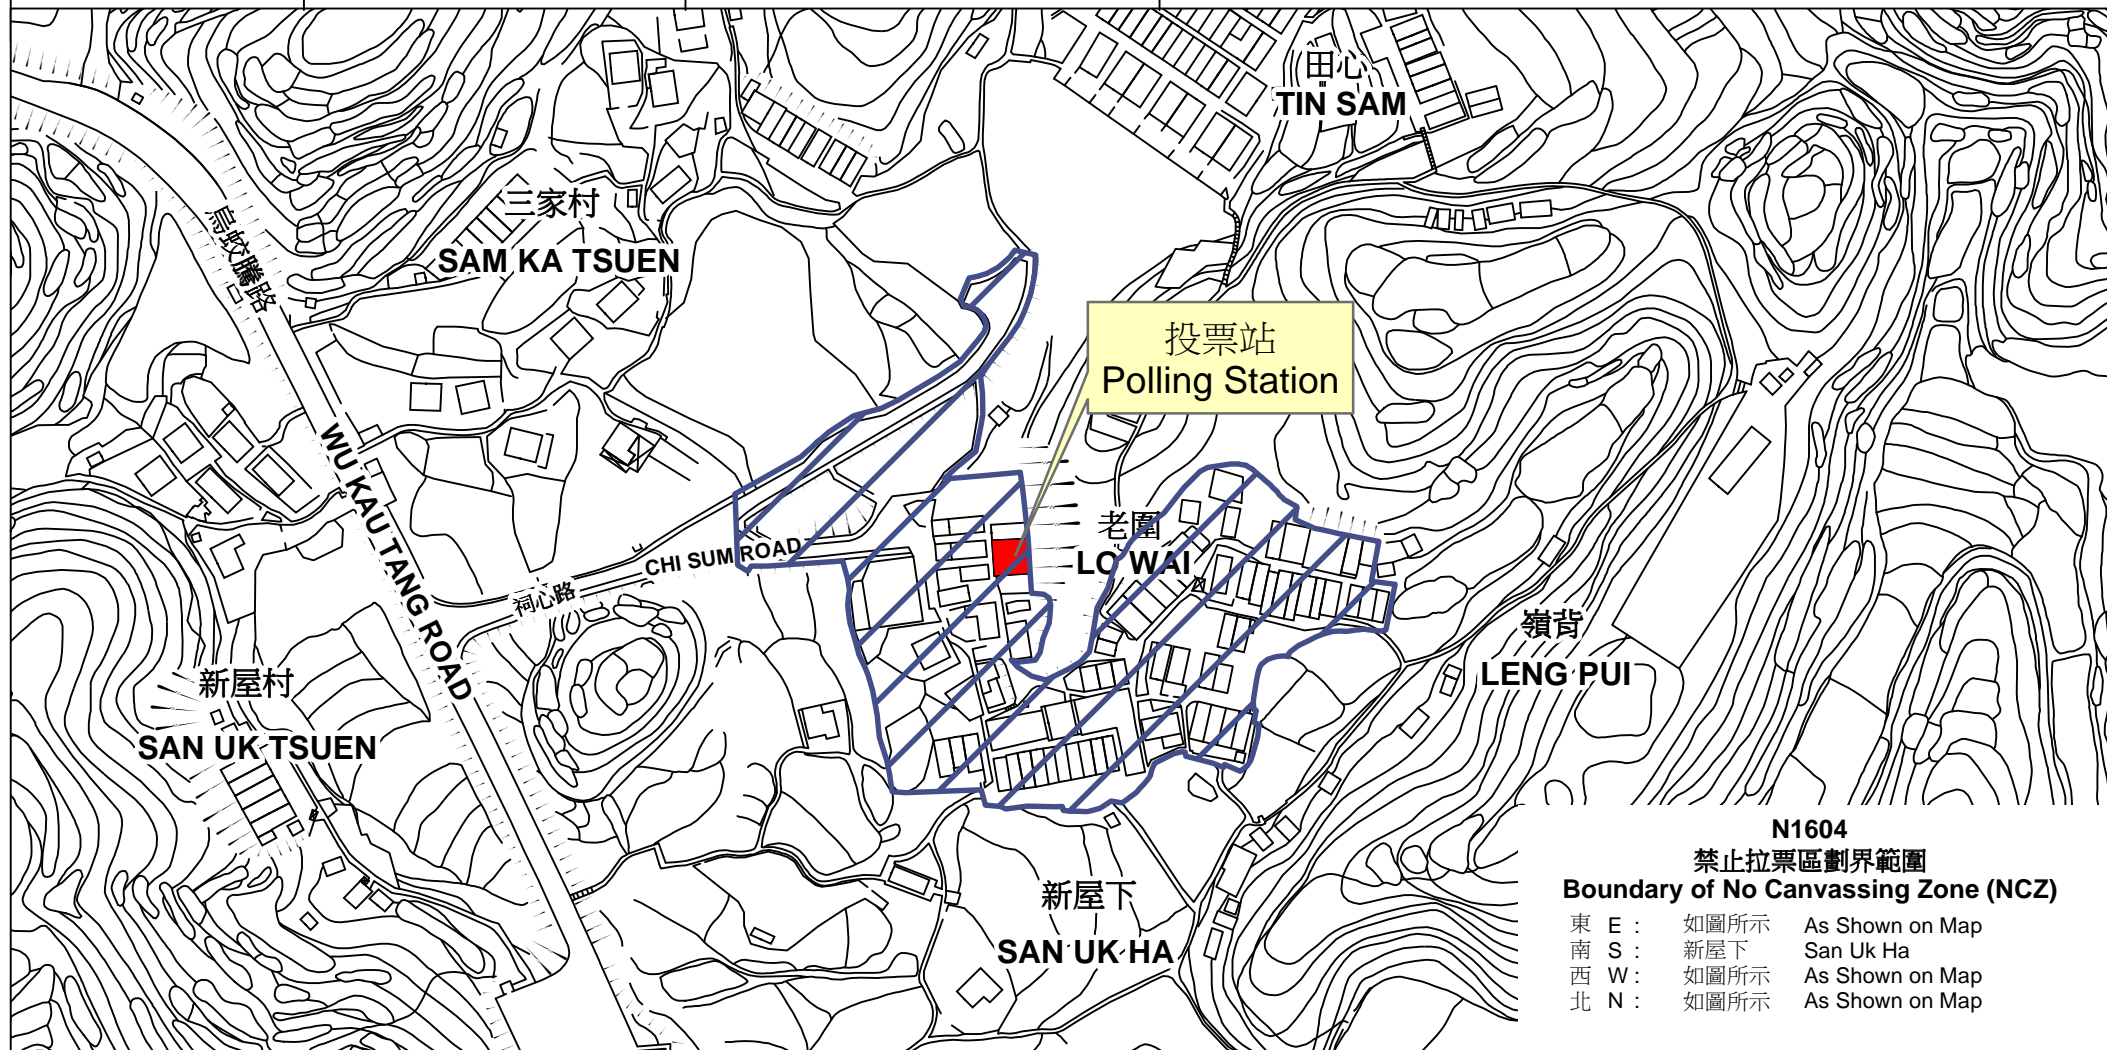 田心
TIN SAM
三家村
SAM KA TSUEN
烏蛟騰路
WU KAU TANG ROAD
投票站
Polling Station
老圍
LO WAI
CHI SUM ROAD
祠心路
嶺背
LENG PUI
新屋村
SAN UK TSUEN
新屋下
SAN UK HA
N1604
禁止拉票區劃界範圍
Boundary of No Canvassing Zone (NCZ)
東 E : 如圖所示 As Shown on Map
南 S : 新屋下 San Uk Ha
西 W : 如圖所示 As Shown on Map
北 N : 如圖所示 As Shown on Map